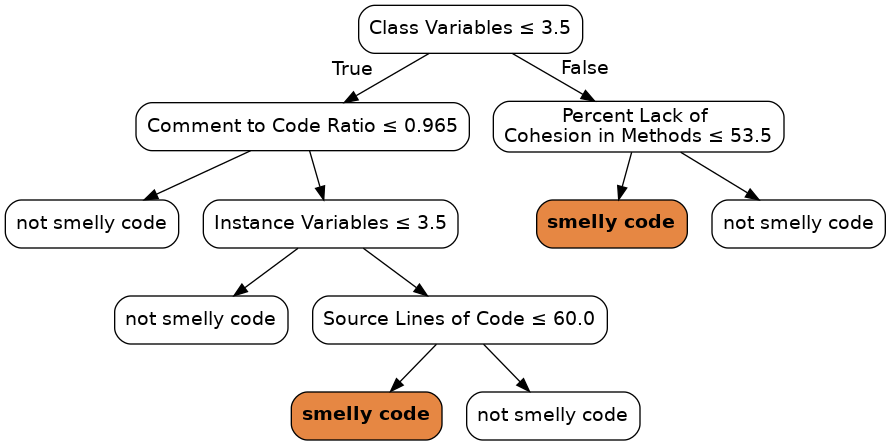 Class Variables ≤ 3.5
True
False
Comment to Code Ratio ≤ 0.965
Percent Lack of
Cohesion in Methods ≤ 53.5
not smelly code
Instance Variables ≤ 3.5
smelly code
not smelly code
not smelly code
Source Lines of Code ≤ 60.0
smelly code
not smelly code